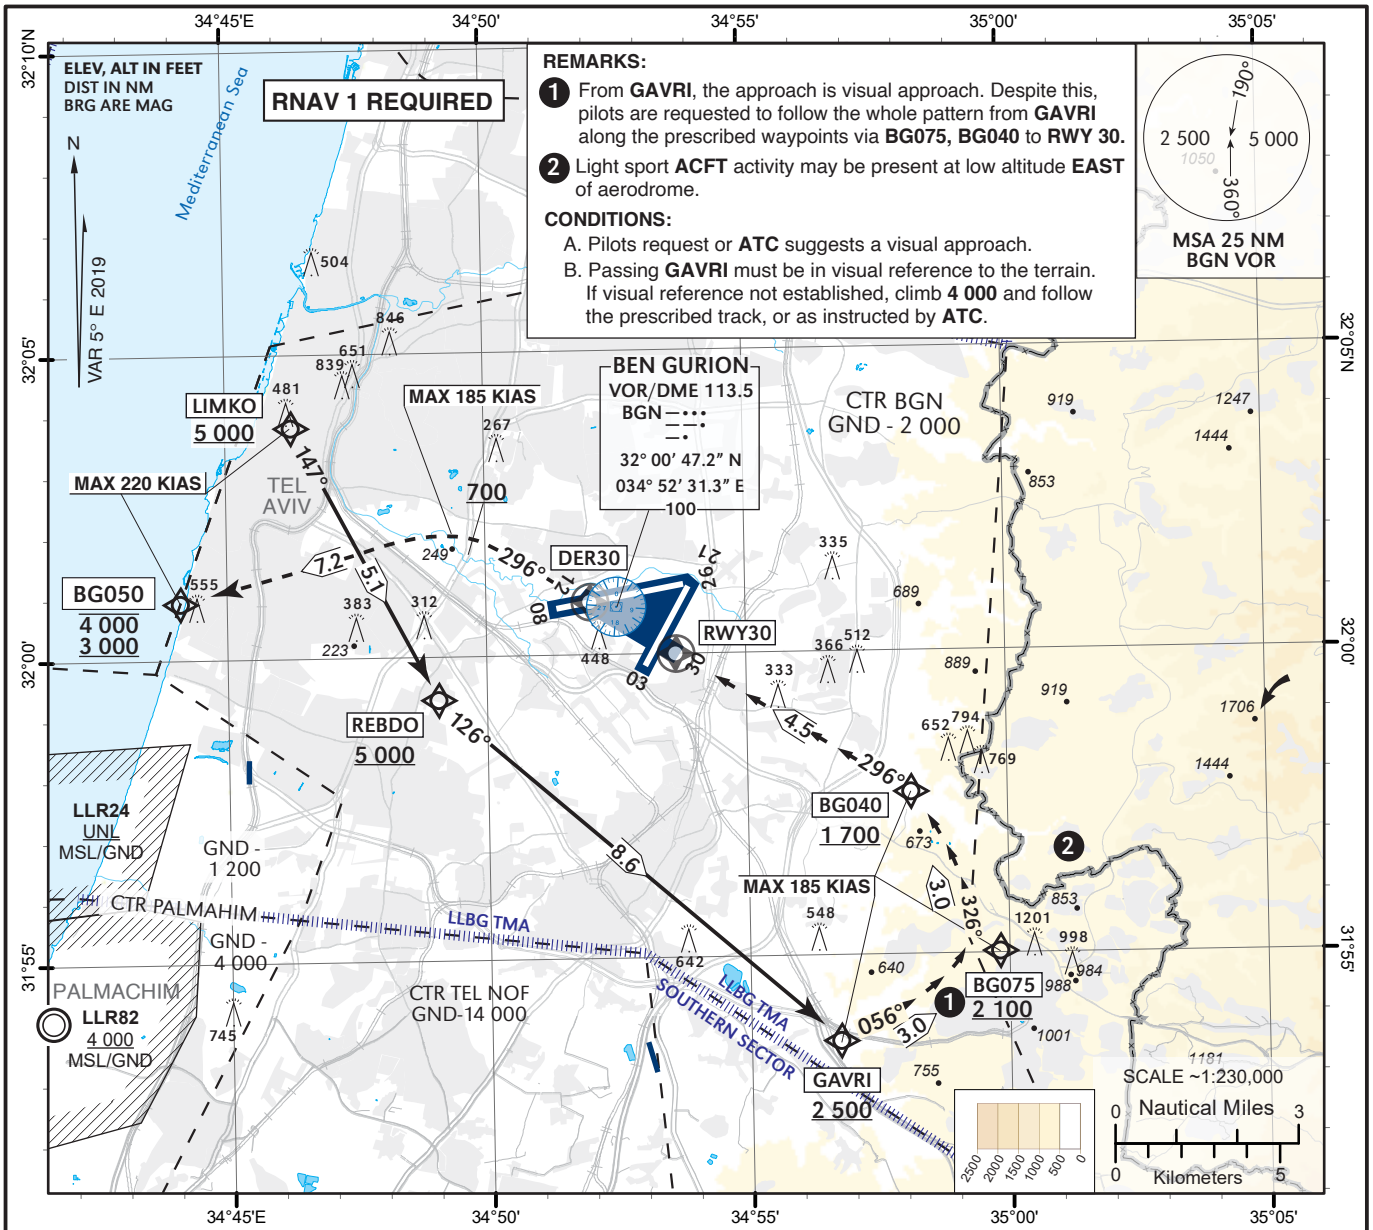 34°45'E
34°50'
34°55'
35°00'
35°05'
32°10'N
ELEV, ALT IN FEET
DIST IN NM
BRG ARE MAG
Mediterranean Sea
RNAV 1 REQUIRED
N
VAR 5° E 2019
REMARKS:
1 From GAVRI, the approach is visual approach. Despite this,
pilots are requested to follow the whole pattern from GAVRI
along the prescribed waypoints via BG075, BG040 to RWY 30.
2 Light sport ACFT activity may be present at low altitude EAST
of aerodrome.
CONDITIONS:
A. Pilots request or ATC suggests a visual approach.
B. Passing GAVRI must be in visual reference to the terrain.
If visual reference not established, climb 4 000 and follow
the prescribed track, or as instructed by ATC.
190°
2 500
5 000
1050
360°
MSA 25 NM
BGN VOR
504
846
651
839
481
32°05'
32°05'N
LIMKO
5 000
MAX 220 KIAS
147°
TEL
AVIV
MAX 185 KIAS
267
700
BEN GURION
VOR/DME 113.5
BGN
32° 00' 47.2" N
034° 52' 31.3" E
100
CTR BGN
GND - 2 000
919
1247
1444
853
249
296°
7.2
5.1
DER30
12
21
26
08
335
689
BG050
4 000
3 000
555
383
312
223
448
03
30
RWY30
366
512
333
889
919
1706
32°00'
32°00'
REBDO
5 000
126°
4.5
652
794
769
1444
296°
BG040
1 700
673
2
LLR24
UNL
MSL/GND
GND -
1 200
8.6
MAX 185 KIAS
3.0
326°
853
1201
998
984
988
548
642
640
CTR PALMAHIM
LLBG TMA
GND -
4 000
31°55'
31°55'
PALMACHIM
LLR82
4 000
MSL/GND
745
CTR TEL NOF
GND-14 000
LLBG TMA
SOUTHERN SECTOR
056°
3.0
1
BG075
2 100
1001
GAVRI
2 500
755
1181
SCALE ~1:230,000
0 Nautical Miles 3
0 Kilometers 5
2500
2000
1500
1000
500
0
34°45'E
34°50'
34°55'
35°00'
35°05'